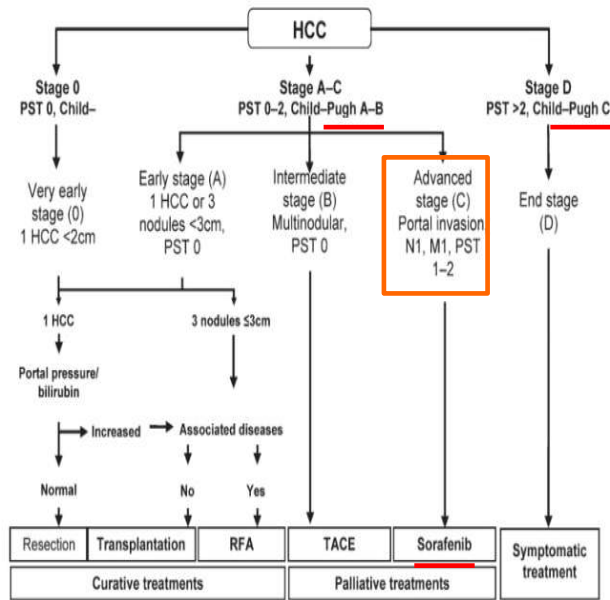 HCC
Stage 0
PST 0, Child–
Stage A–C
PST 0–2, Child–Pugh A–B
Stage D
PST >2, Child–Pugh C
Very early
stage (0)
1 HCC <2cm
Early stage (A)
1 HCC or 3
nodules <3cm,
PST 0
Intermediate
stage (B)
Multinodular,
PST 0
Advanced
stage (C)
Portal invasion
N1, M1, PST
1–2
End stage
(D)
1 HCC
3 nodules ≤3cm
Portal pressure/
bilirubin
Increased
Associated diseases
Normal
No
Yes
Resection
Transplantation
RFA
TACE
Sorafenib
Symptomatic
treatment
Curative treatments
Palliative treatments